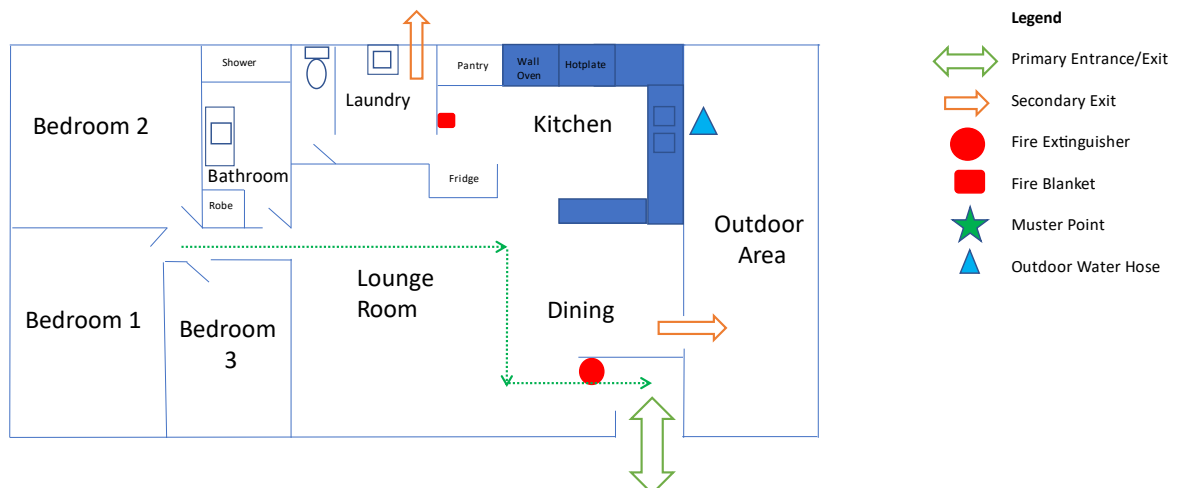 Legend
Primary Entrance/Exit
Secondary Exit
Fire Extinguisher
Fire Blanket
Muster Point
Outdoor Water Hose
Shower
Pantry
Wall
Oven
Hotplate
Laundry
Bedroom 2
Kitchen
Bathroom
Fridge
Robe
Outdoor
Area
Lounge
Room
Dining
Bedroom 1
Bedroom
3